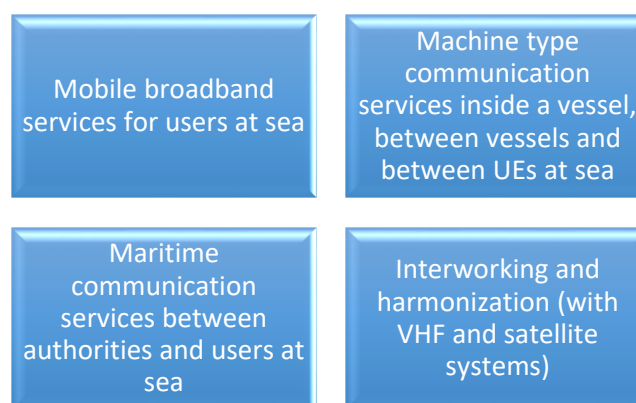 Mobile broadband
services for users at sea
Machine type
communication
services inside a vessel,
between vessels and
between UEs at sea
Maritime
communication
services between
authorities and users at
sea
Interworking and
harmonization (with
VHF and satellite
systems)